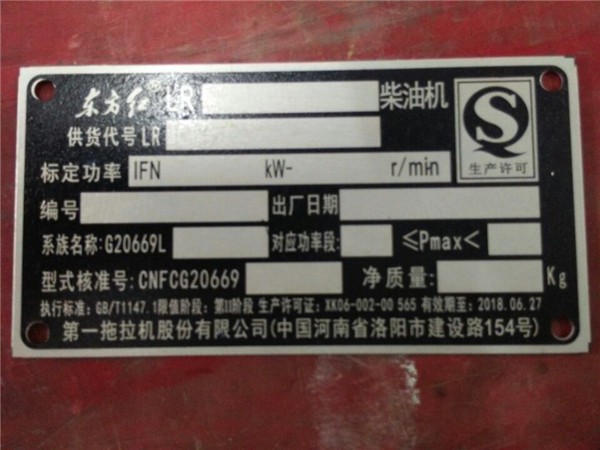 东方红 LR 柴油机
供货代号LR
标定功率 IFN kW- r/min
生产许可
编号 出厂日期
系族名称:G20669L 对应功率段: ≤Pmax<
型式核准号:CNFCG20669 净质量: Kg
执行标准: GB/T1147.1限值阶段: 第II阶段 生产许可证: XK06-002-00 565 有效期至: 2018.06.27
第一拖拉机股份有限公司(中国河南省洛阳市建设路154号)